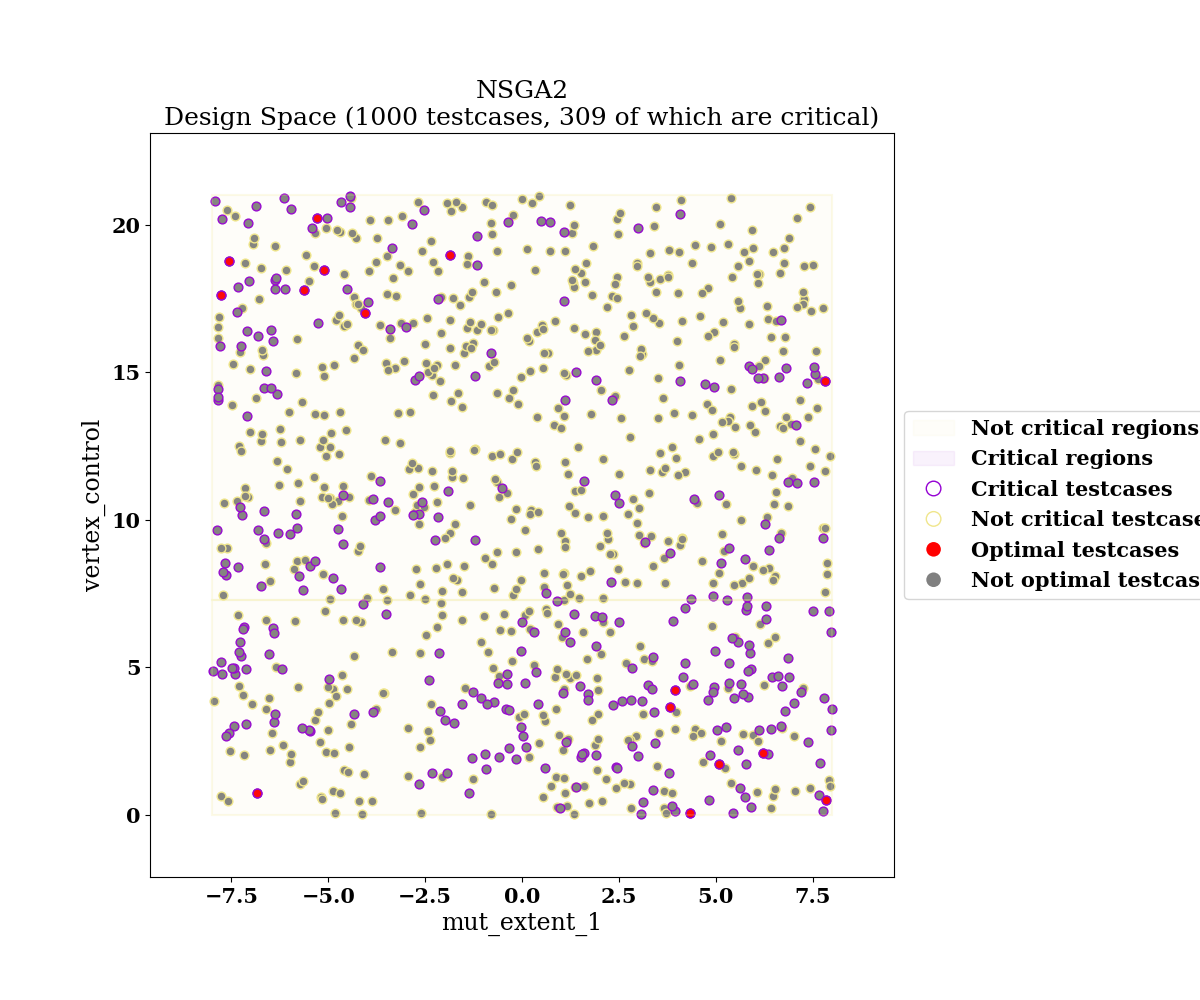 NSGA2
Design Space (1000 testcases, 309 of which are critical)
20
15
10
5
0
vertex_control
−7.5
−5.0
−2.5
0.0
2.5
5.0
7.5
mut_extent_1
Not critical regions
Critical regions
Critical testcases
Not critical testcase
Optimal testcases
Not optimal testcas